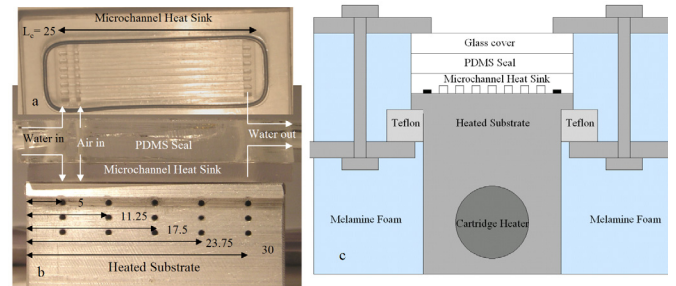 Microchannel Heat Sink
Lc= 25
a
Water in
Air in
PDMS Seal
Water out
Microchannel Heat Sink
5
11.25
17.5
23.75
30
b
Heated Substrate
Glass cover
PDMS Seal
Microchannel Heat Sink
Teflon
Heated Substrate
Teflon
Melamine Foam
Cartridge Heater
Melamine Foam
c